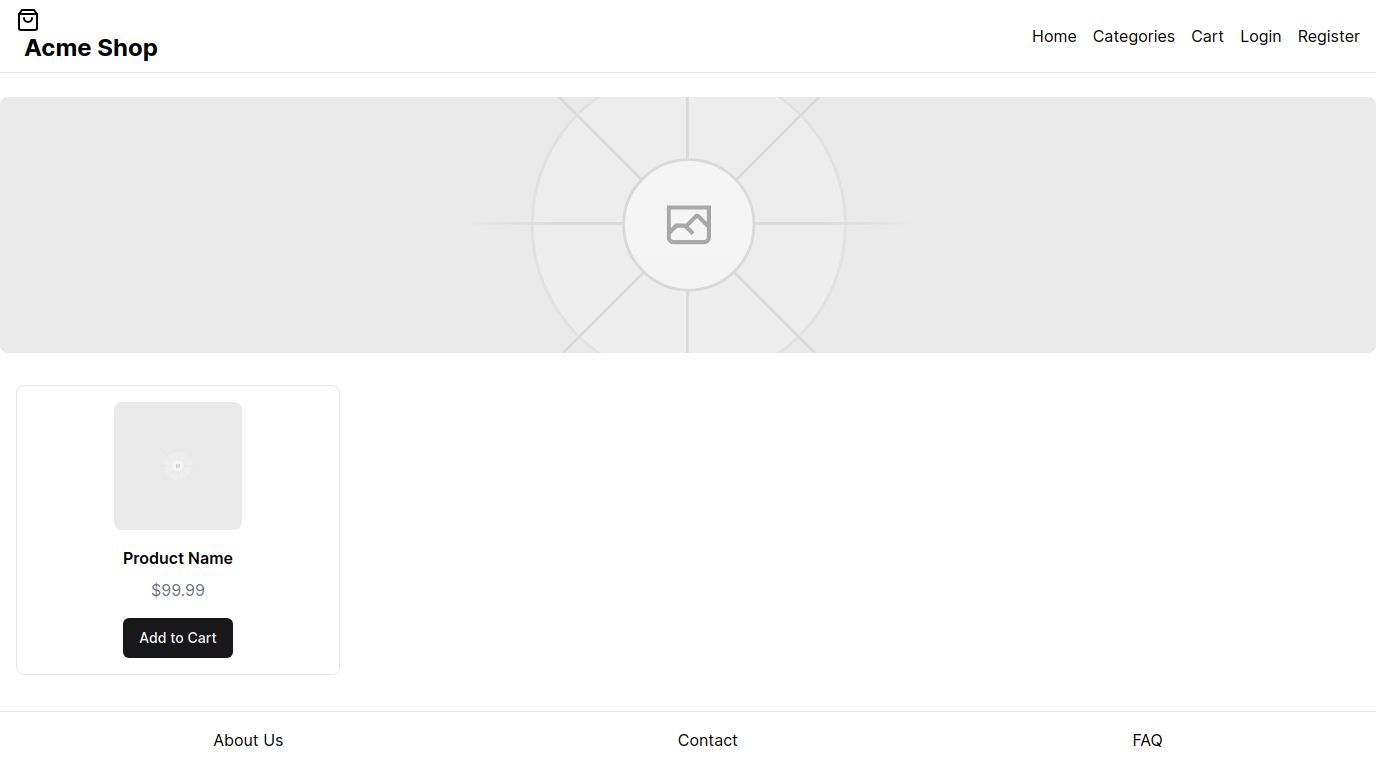 Acme Shop
Home Categories Cart Login Register
Product Name
$99.99
Add to Cart
About Us Contact FAQ